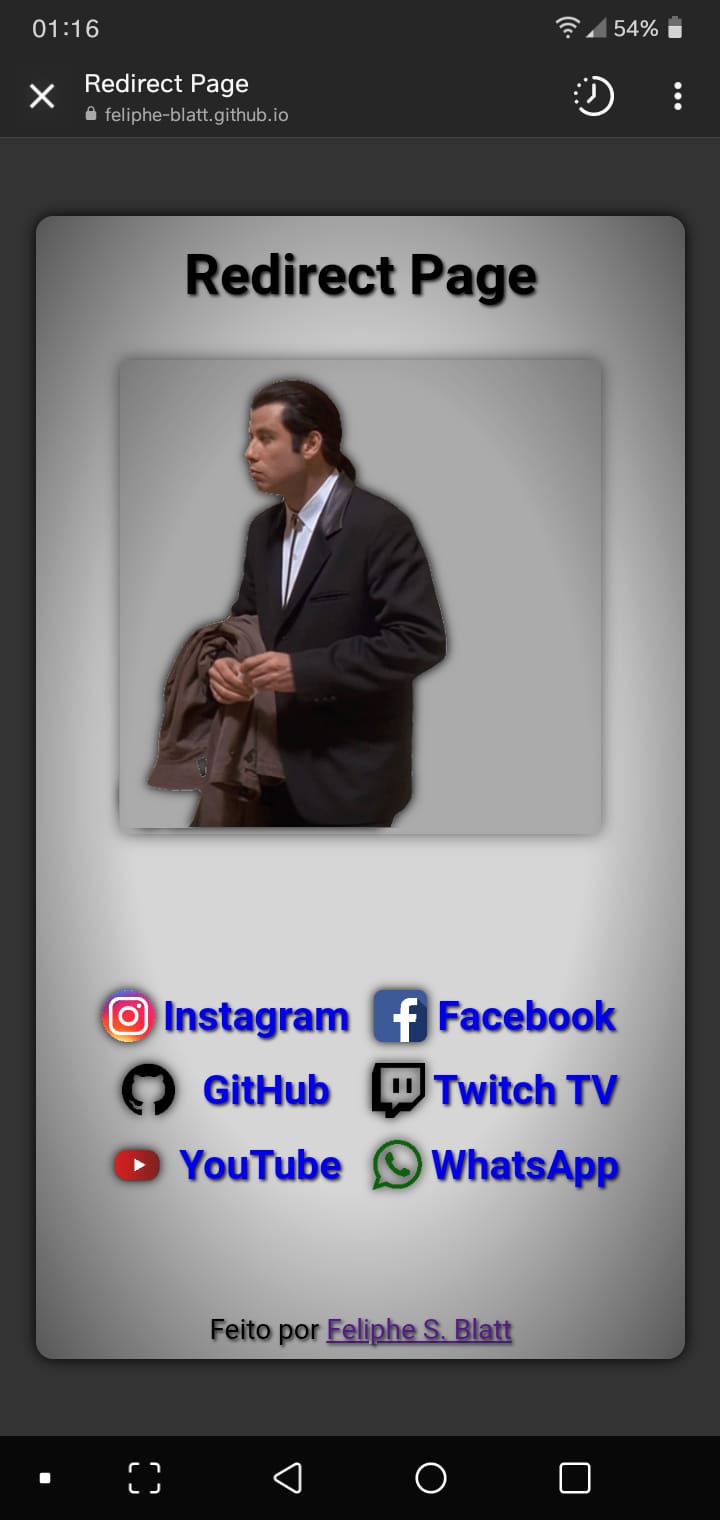 01:16 54%
Redirect Page
feliphe-blatt.github.io
Redirect Page
Instagram Facebook
GitHub Twitch TV
YouTube WhatsApp
Feito por Feliphe S. Blatt